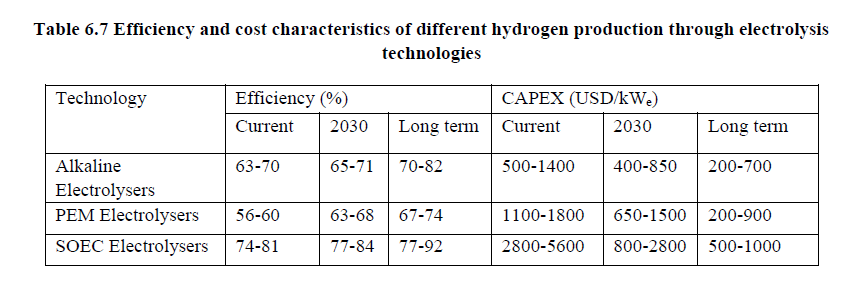 Table 6.7 Efficiency and cost characteristics of different hydrogen production through electrolysis
technologies
Technology Efficiency (%) CAPEX (USD/kWₑ)
Current 2030 Long term Current 2030 Long term
Alkaline 63-70 65-71 70-82 500-1400 400-850 200-700
Electrolysers
PEM Electrolysers 56-60 63-68 67-74 1100-1800 650-1500 200-900
SOEC Electrolysers 74-81 77-84 77-92 2800-5600 800-2800 500-1000